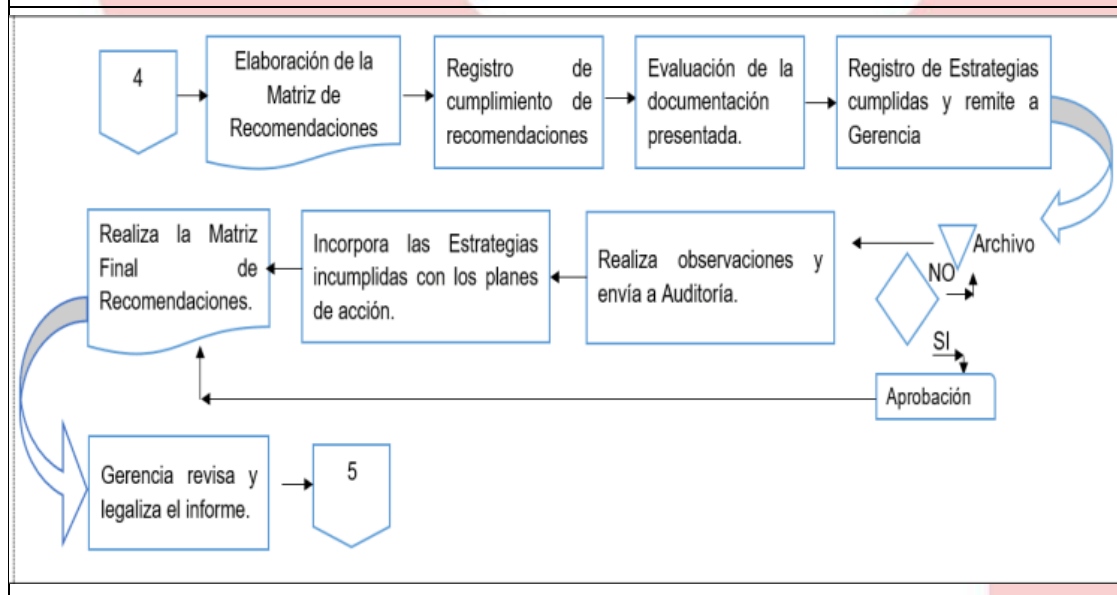 4
Elaboración de la
Matriz de
Recomendaciones
Registro de
cumplimiento de
recomendaciones
Evaluación de la
documentación
presentada.
Registro de Estrategias
cumplidas y remite a
Gerencia
Archivo
NO
SI
Aprobación
Realiza observaciones y
envía a Auditoría.
Incorpora las Estrategias
incumplidas con los planes
de acción.
Realiza la Matriz
Final de
Recomendaciones.
Gerencia revisa y
legaliza el informe.
5